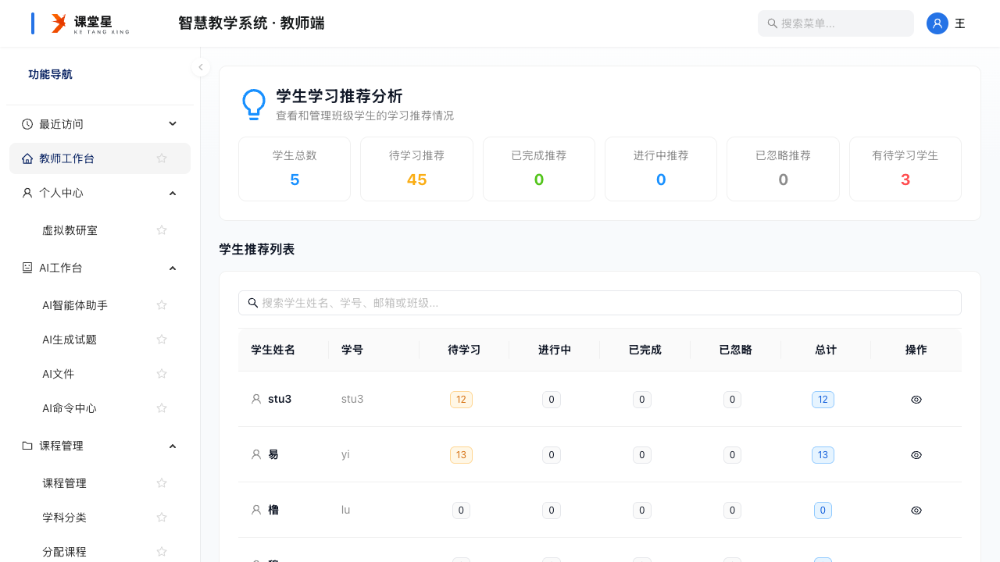 课堂星
KE TANG XING
智慧教学系统 · 教师端
搜索菜单...
王
功能导航
最近访问
教师工作台
个人中心
虚拟教研室
AI工作台
AI智能体助手
AI生成试题
AI文件
AI命令中心
课程管理
课程管理
学科分类
分配课程
学生学习推荐分析
查看和管理班级学生的学习推荐情况
学生总数
5
待学习推荐
45
已完成推荐
0
进行中推荐
0
已忽略推荐
0
有待学习学生
3
学生推荐列表
搜索学生姓名、学号、邮箱或班级...
学生姓名 学号 待学习 进行中 已完成 已忽略 总计 操作
stu3 stu3 12 0 0 0 12
易 yi 13 0 0 0 13
橹 lu 0 0 0 0 0